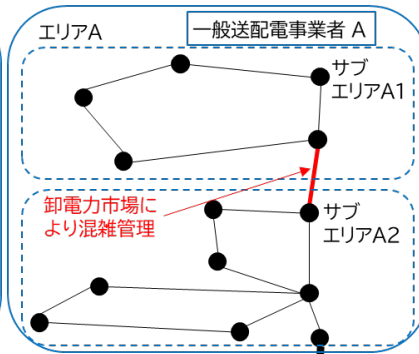 エリアA
一般送配電事業者 A
サブ
エリアA1
卸電力市場に
より混雑管理
サブ
エリアA2